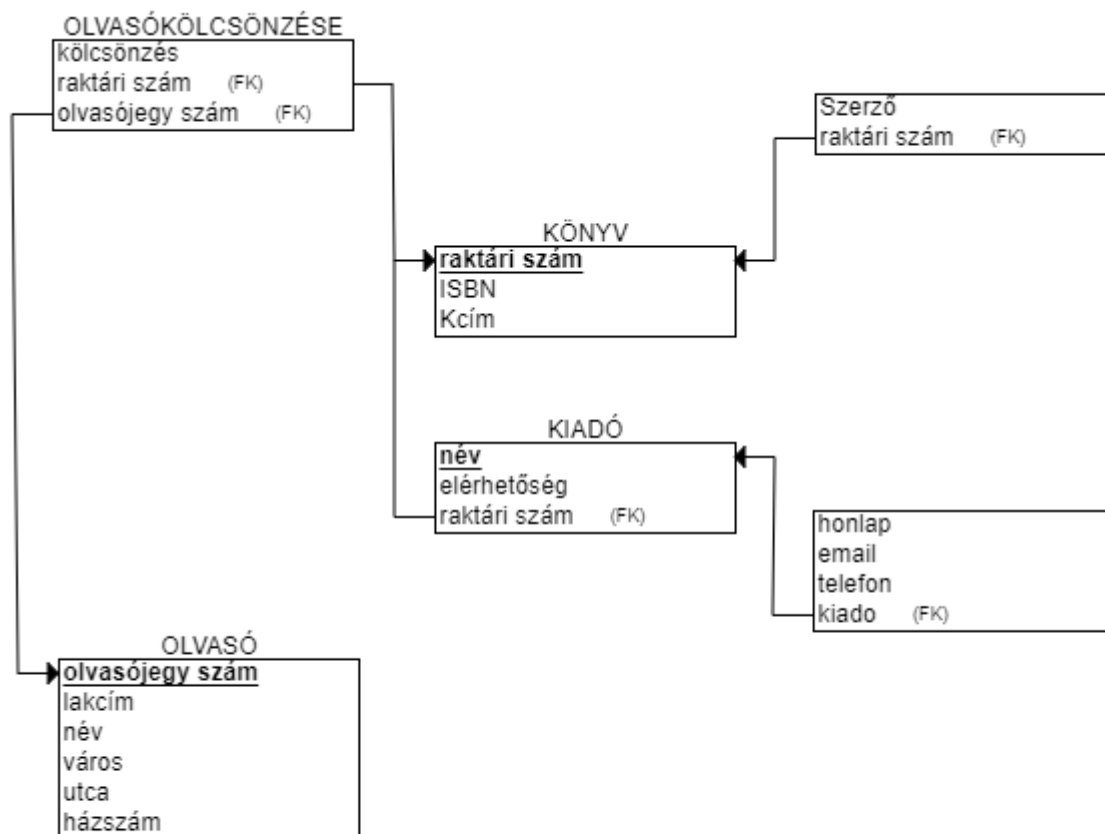 OLVASÓKÖLCSÖNZÉSE
kölcsönzés
raktári szám (FK)
olvasójegy szám (FK)
Szerző
raktári szám (FK)
KÖNYV
raktári szám
ISBN
Kcím
KIADÓ
név
elérhetőség
raktári szám (FK)
honlap
email
telefon
kiado (FK)
OLVASÓ
olvasójegy szám
lakcím
név
város
utca
házszám